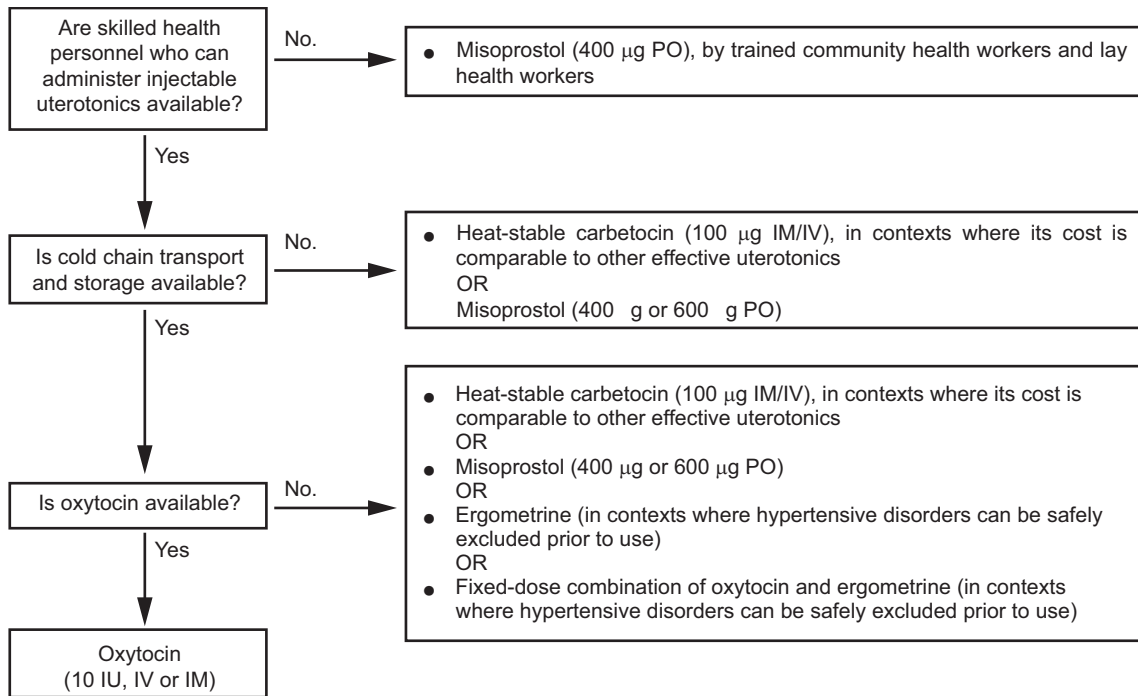 Are skilled health
personnel who can
administer injectable
uterotonics available?
No.
● Misoprostol (400 μg PO), by trained community health workers and lay
health workers
Yes
Is cold chain transport
and storage available?
No.
● Heat-stable carbetocin (100 μg IM/IV), in contexts where its cost is
comparable to other effective uterotonics
OR
Misoprostol (400 g or 600 g PO)
Yes
Is oxytocin available?
No.
● Heat-stable carbetocin (100 μg IM/IV), in contexts where its cost is
comparable to other effective uterotonics
OR
● Misoprostol (400 μg or 600 μg PO)
OR
● Ergometrine (in contexts where hypertensive disorders can be safely
excluded prior to use)
OR
● Fixed-dose combination of oxytocin and ergometrine (in contexts
where hypertensive disorders can be safely excluded prior to use)
Yes
Oxytocin
(10 IU, IV or IM)